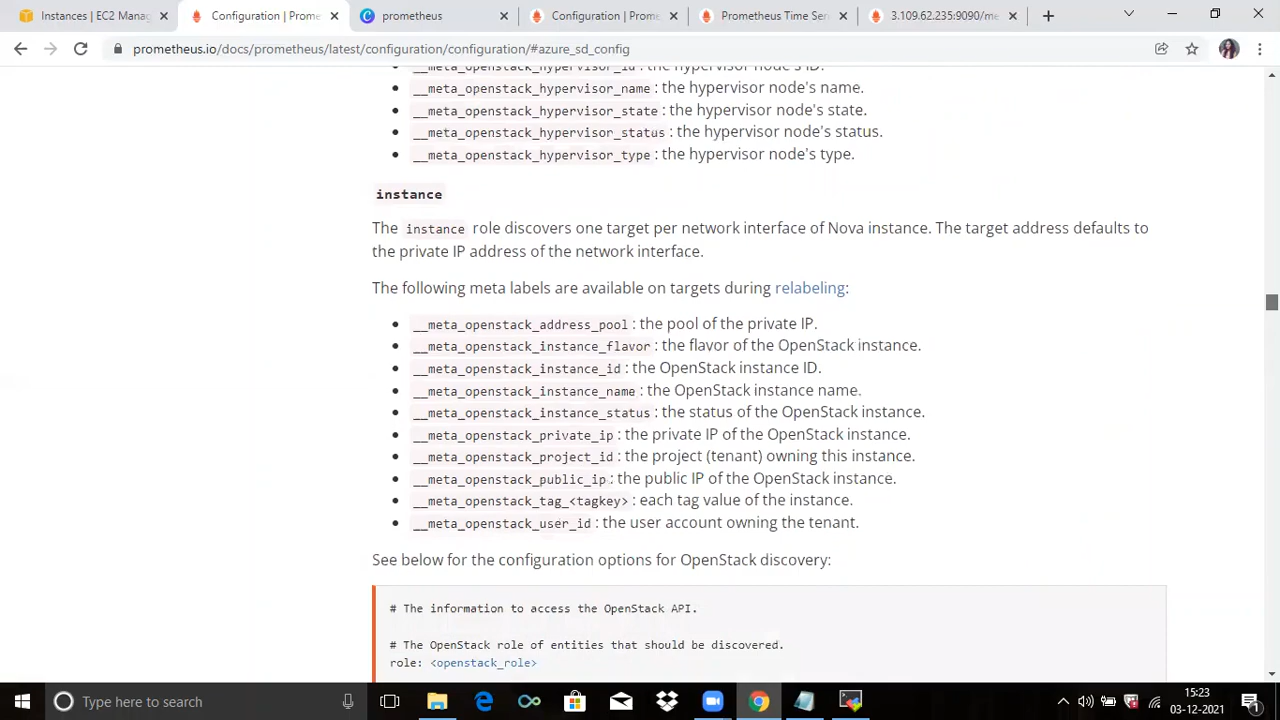 Instances | EC2 Manag
Configuration | Prome
prometheus
Configuration | Prome
Prometheus Time Seri
3.109.62.235:9090/me
prometheus.io/docs/prometheus/latest/configuration/configuration/#azure_sd_config
__meta_openstack_hypervisor_id : the hypervisor node's ID.
__meta_openstack_hypervisor_name : the hypervisor node's name.
__meta_openstack_hypervisor_state : the hypervisor node's state.
__meta_openstack_hypervisor_status : the hypervisor node's status.
__meta_openstack_hypervisor_type : the hypervisor node's type.
instance
The instance role discovers one target per network interface of Nova instance. The target address defaults to
the private IP address of the network interface.
The following meta labels are available on targets during relabeling:
__meta_openstack_address_pool : the pool of the private IP.
__meta_openstack_instance_flavor : the flavor of the OpenStack instance.
__meta_openstack_instance_id : the OpenStack instance ID.
__meta_openstack_instance_name : the OpenStack instance name.
__meta_openstack_instance_status : the status of the OpenStack instance.
__meta_openstack_private_ip : the private IP of the OpenStack instance.
__meta_openstack_project_id : the project (tenant) owning this instance.
__meta_openstack_public_ip : the public IP of the OpenStack instance.
__meta_openstack_tag_<tagkey> : each tag value of the instance.
__meta_openstack_user_id : the user account owning the tenant.
See below for the configuration options for OpenStack discovery:
# The information to access the OpenStack API.
# The OpenStack role of entities that should be discovered.
role: <openstack_role>
Type here to search
15:23
03-12-2021
1